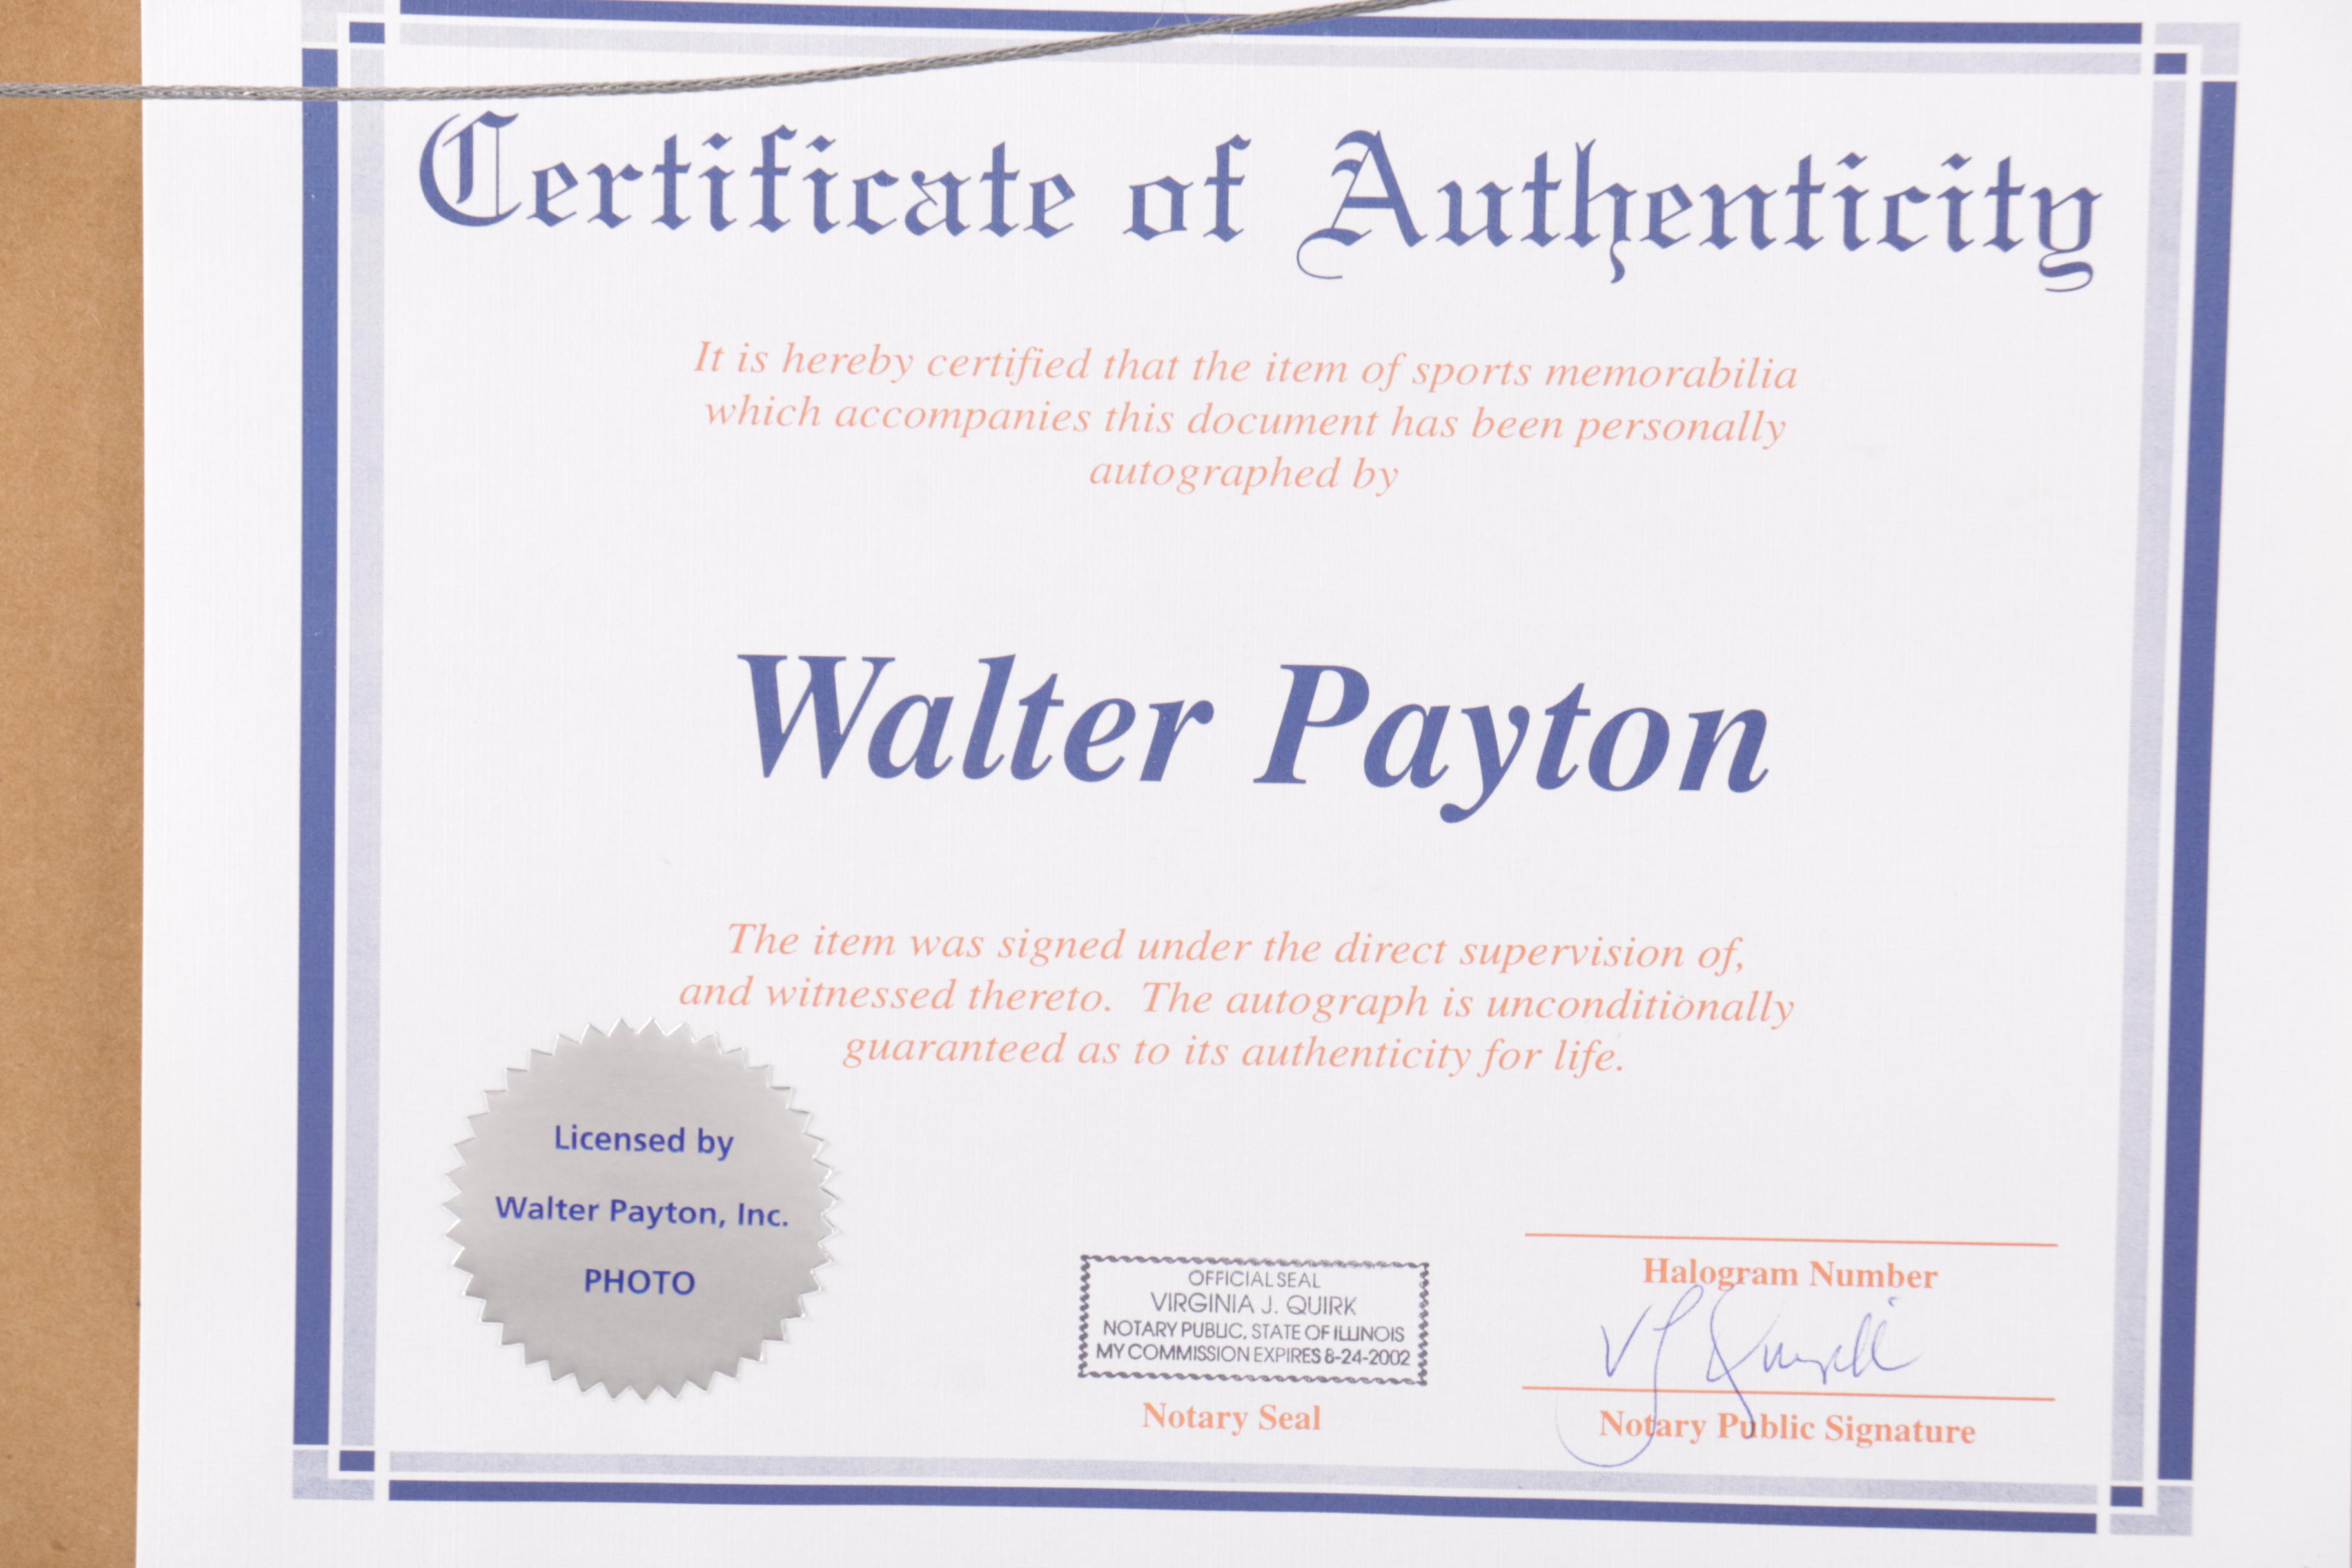 Certificate of Authenticity
It is hereby certified that the item of sports memorabilia
which accompanies this document has been personally
autographed by
Walter Payton
The item was signed under the direct supervision of,
and witnessed thereto. The autograph is unconditionally
guaranteed as to its authenticity for life.
Licensed by
Walter Payton, Inc.
PHOTO
OFFICIAL SEAL
VIRGINIA J. QUIRK
NOTARY PUBLIC, STATE OF ILLINOIS
MY COMMISSION EXPIRES 8-24-2002
Notary Seal
Halogram Number
VJ Quirk
Notary Public Signature